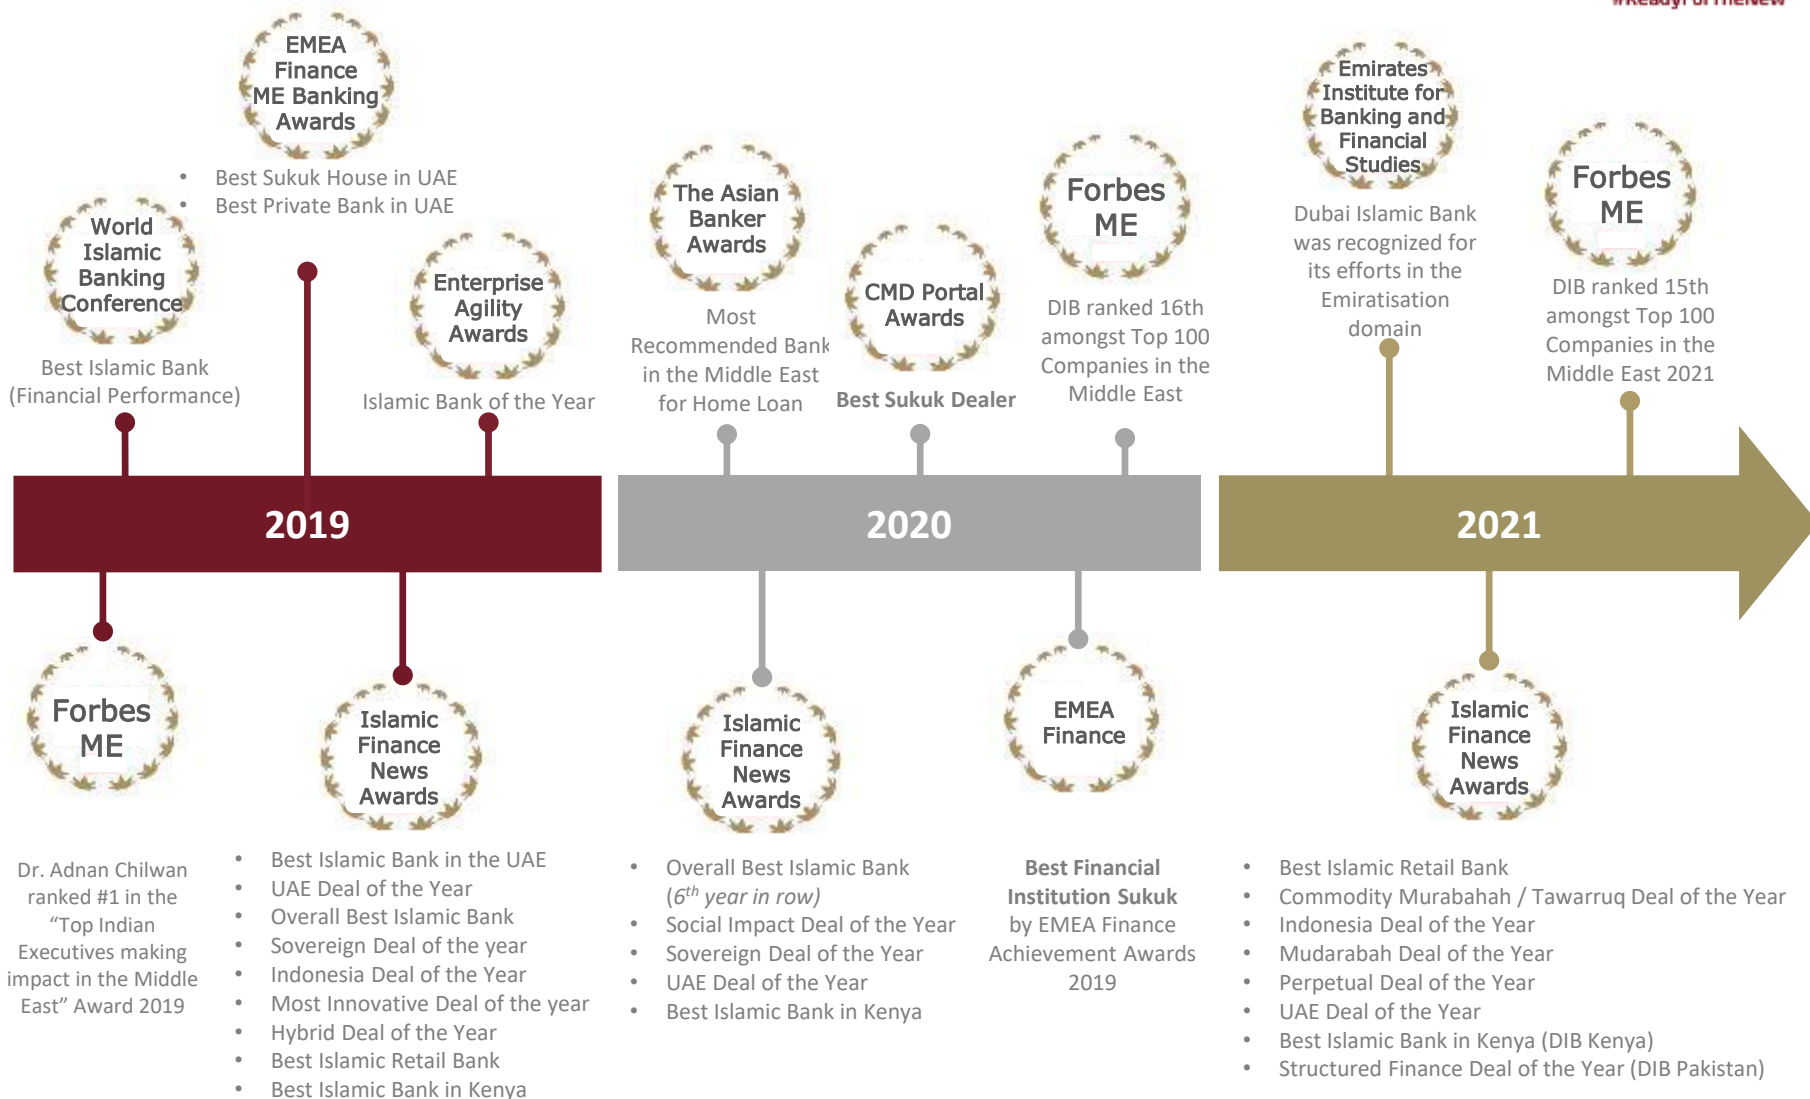 #ReadyForTheNew
EMEA
Finance
ME Banking
Awards
• Best Sukuk House in UAE
• Best Private Bank in UAE
World
Islamic
Banking
Conference
Best Islamic Bank
(Financial Performance)
Enterprise
Agility
Awards
Islamic Bank of the Year
The Asian
Banker
Awards
Most
Recommended Bank
in the Middle East
for Home Loan
CMD Portal
Awards
Best Sukuk Dealer
Forbes
ME
DIB ranked 16th
amongst Top 100
Companies in the
Middle East
Emirates
Institute for
Banking and
Financial
Studies
Dubai Islamic Bank
was recognized for
its efforts in the
Emiratisation
domain
Forbes
ME
DIB ranked 15th
amongst Top 100
Companies in the
Middle East 2021
2019
2020
2021
Forbes
ME
Dr. Adnan Chilwan
ranked #1 in the
“Top Indian
Executives making
impact in the Middle
East” Award 2019
Islamic
Finance
News
Awards
• Best Islamic Bank in the UAE
• UAE Deal of the Year
• Overall Best Islamic Bank
• Sovereign Deal of the year
• Indonesia Deal of the Year
• Most Innovative Deal of the year
• Hybrid Deal of the Year
• Best Islamic Retail Bank
• Best Islamic Bank in Kenya
Islamic
Finance
News
Awards
• Overall Best Islamic Bank
(6th year in row)
• Social Impact Deal of the Year
• Sovereign Deal of the Year
• UAE Deal of the Year
• Best Islamic Bank in Kenya
EMEA
Finance
Best Financial
Institution Sukuk
by EMEA Finance
Achievement Awards
2019
Islamic
Finance
News
Awards
• Best Islamic Retail Bank
• Commodity Murabahah / Tawarruq Deal of the Year
• Indonesia Deal of the Year
• Mudarabah Deal of the Year
• Perpetual Deal of the Year
• UAE Deal of the Year
• Best Islamic Bank in Kenya (DIB Kenya)
• Structured Finance Deal of the Year (DIB Pakistan)